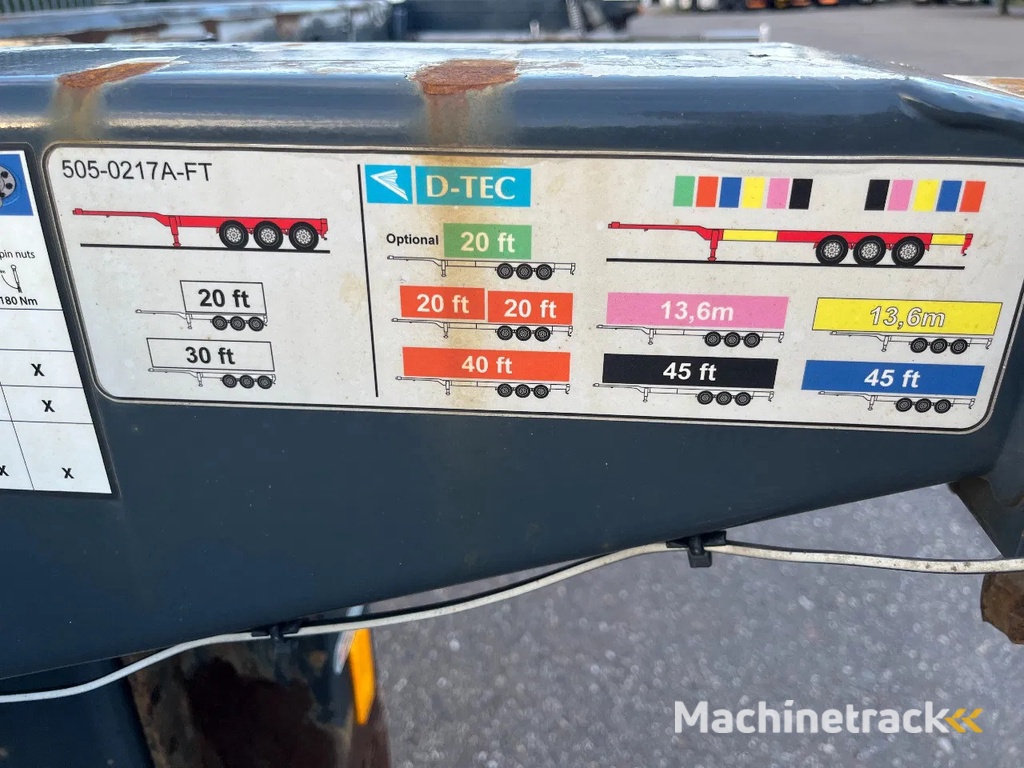 505-0217A-FT
20 ft
30 ft
D-TEC
Optional 20 ft
20 ft 20 ft
40 ft
13,6m
45 ft
13,6m
45 ft
pin nuts
180 Nm
X
X
X X
Machinetrack